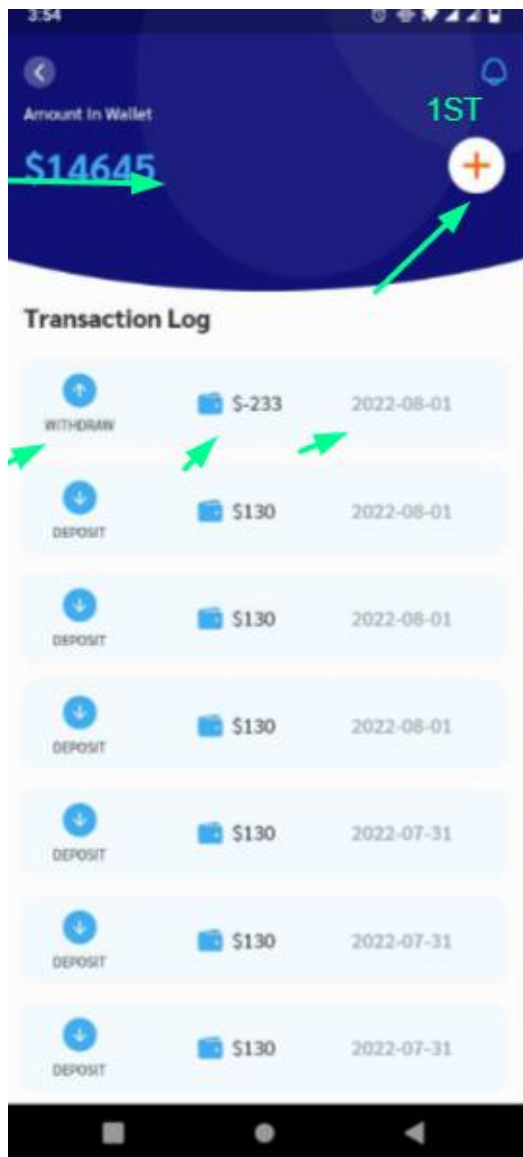 3:54
Amount In Wallet
1ST
$14645
Transaction Log
WITHDRAW $-233 2022-08-01
DEPOSIT $130 2022-08-01
DEPOSIT $130 2022-08-01
DEPOSIT $130 2022-08-01
DEPOSIT $130 2022-07-31
DEPOSIT $130 2022-07-31
DEPOSIT $130 2022-07-31